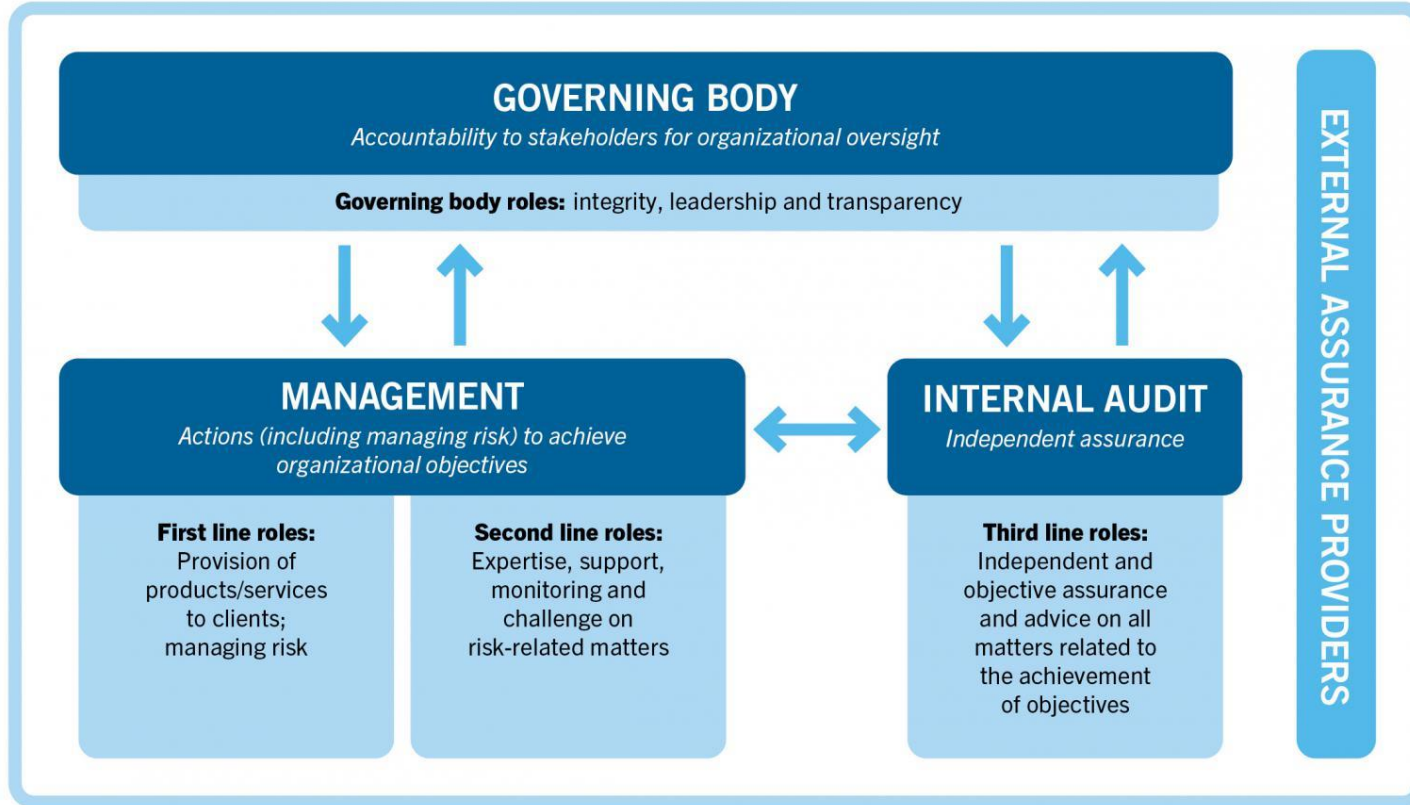 GOVERNING BODY
Accountability to stakeholders for organizational oversight
Governing body roles: integrity, leadership and transparency
MANAGEMENT
Actions (including managing risk) to achieve
organizational objectives
First line roles:
Provision of
products/services
to clients;
managing risk
Second line roles:
Expertise, support,
monitoring and
challenge on
risk-related matters
INTERNAL AUDIT
Independent assurance
Third line roles:
Independent and
objective assurance
and advice on all
matters related to
the achievement
of objectives
EXTERNAL ASSURANCE PROVIDERS